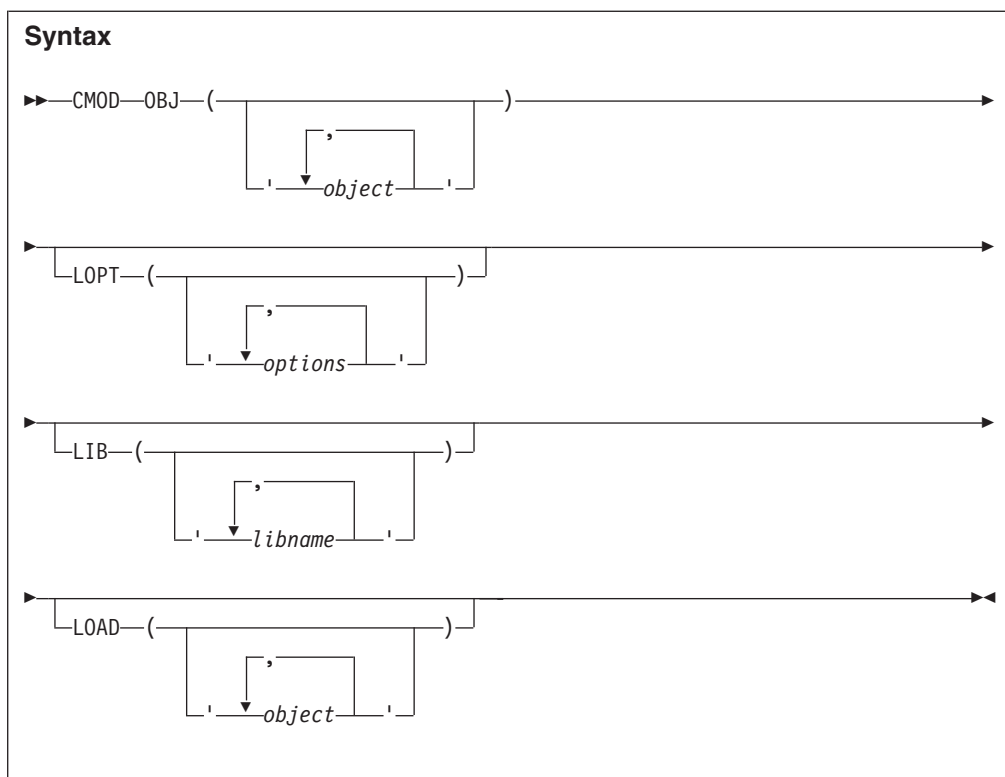 Syntax
CMOD OBJ ( )
,
' object '
LOPT ( )
,
' options '
LIB ( )
,
' libname '
LOAD ( )
,
' object '